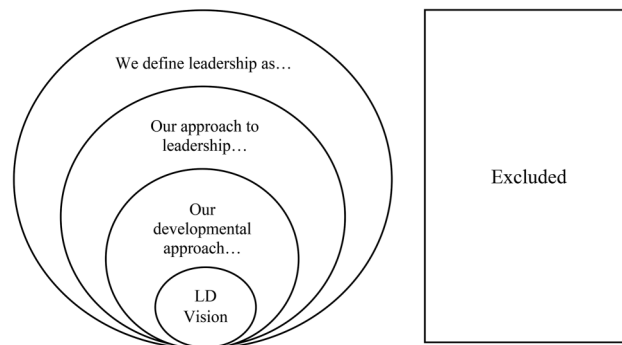 We define leadership as…
Our approach to
leadership…
Our
developmental
approach…
LD
Vision
Excluded